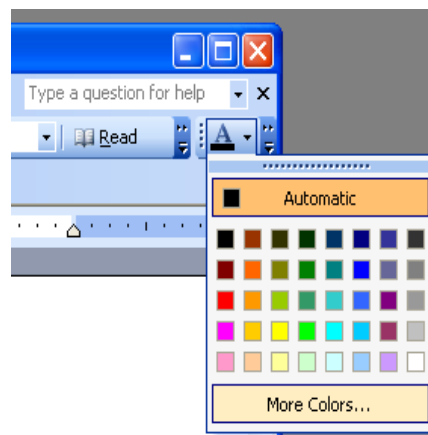 Type a question for help
Read
A
Automatic
More Colors...